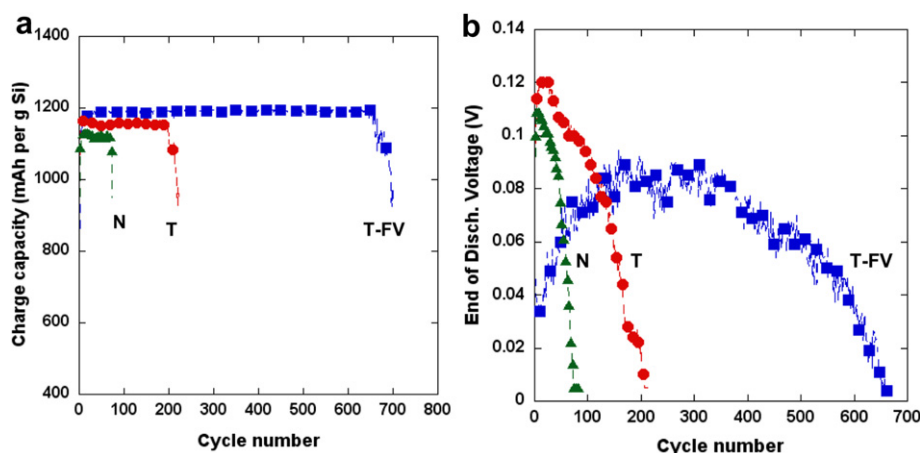 a
Charge capacity (mAh per g Si)
1400
1200
1000
800
600
400
N
T
T-FV
0 100 200 300 400 500 600 700 800
Cycle number
b
End of Disch. Voltage (V)
0.14
0.12
0.1
0.08
0.06
0.04
0.02
0
N
T
T-FV
0 100 200 300 400 500 600 700
Cycle number